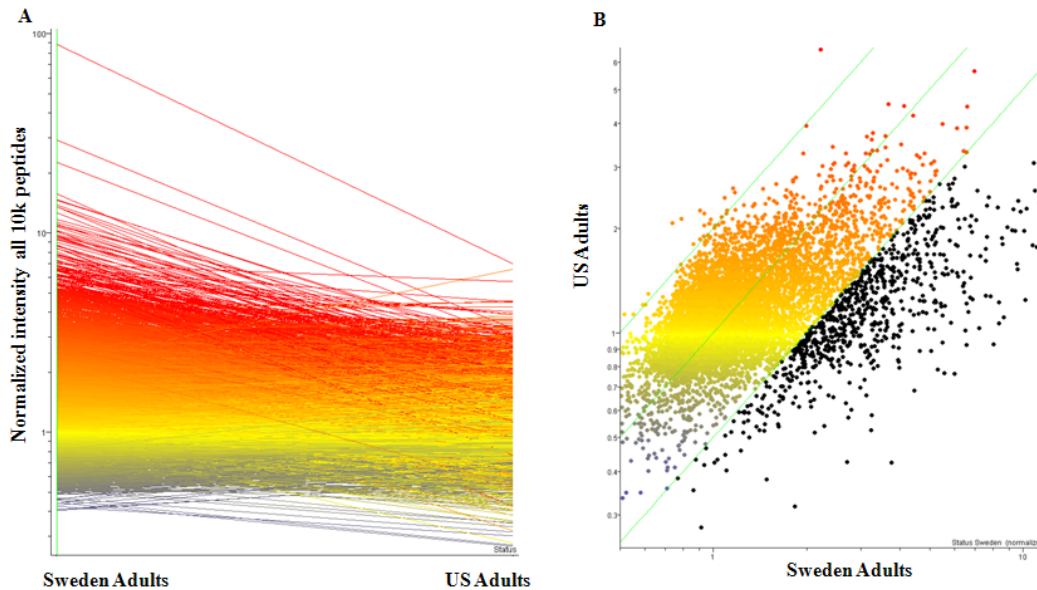 A
Normalized intensity all 10k peptides
100
10
1
Status
Sweden Adults
US Adults
B
US Adults
6
5
4
3
2
1
0.9
0.8
0.7
0.6
0.5
0.4
0.3
1
10
Status Sweden (normaliz
Sweden Adults